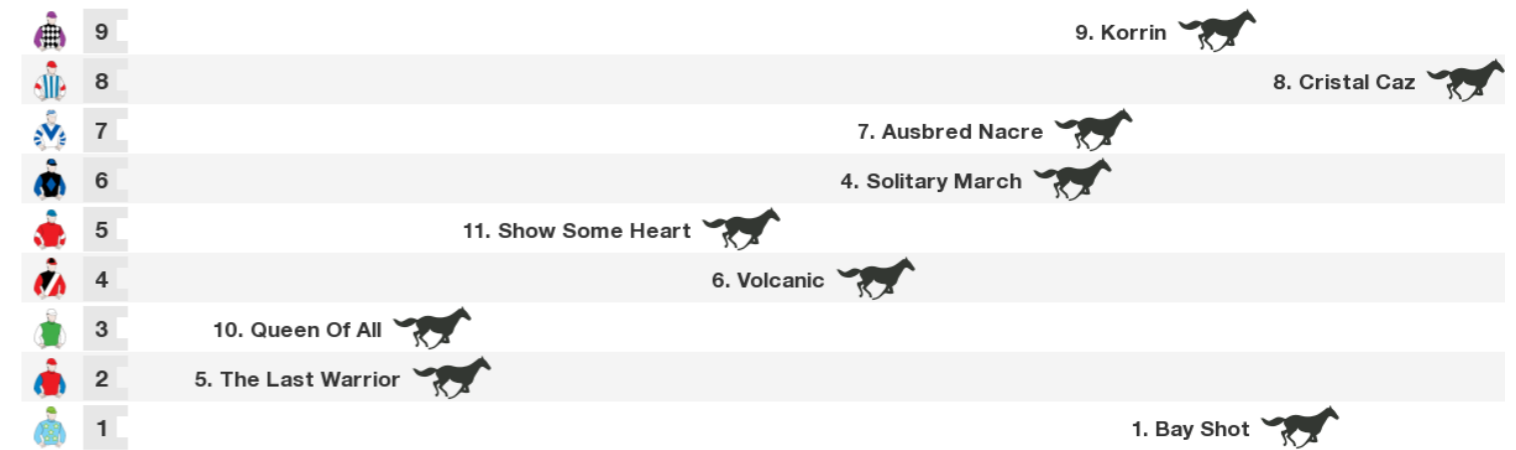 9 9. Korrin
8 8. Cristal Caz
7 7. Ausbred Nacre
6 4. Solitary March
5 11. Show Some Heart
4 6. Volcanic
3 10. Queen Of All
2 5. The Last Warrior
1 1. Bay Shot